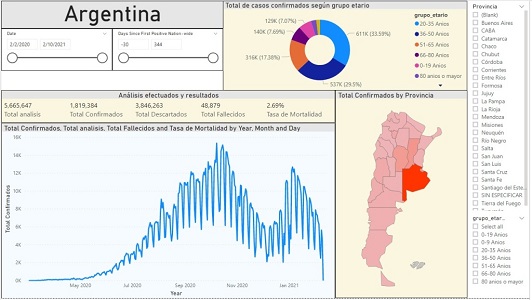 Argentina
Date
2/2/2020 2/10/2021
Days Since First Positive Nation-wide
-30 348
Total de casos confirmados según grupo etario
129K (7.07%)
140K (7.69%)
316K (17.38%)
611K (33.59%)
537K (29.5%)
grupo_etario
20-35 Anios
36-50 Anios
51-65 Anios
66-80 Anios
0-19 Anios
80 anios o mayor
Análisis efectuados y resultados
5,665,647 1,819,384 3,846,263 48,879 2.69%
Total analisis Total Confirmados Total Descartados Total Fallecidos Tasa de Mortalidad
Total Confirmados, Total analisis, Total Fallecidos and Tasa de Mortalidad by Year, Month and Day
Total Confirmados
16K
14K
12K
10K
8K
6K
4K
2K
0K
May 2020 Jul 2020 Sep 2020 Nov 2020 Jan 2021
Year
Total Confirmados by Provincia
Provincia
(Blank)
Buenos Aires
CABA
Catamarca
Chaco
Chubut
Córdoba
Corrientes
Entre Ríos
Formosa
Jujuy
La Pampa
La Rioja
Mendoza
Misiones
Neuquén
Río Negro
Salta
San Juan
San Luis
Santa Cruz
Santa Fe
Santiago del Este...
SIN ESPECIFICAR
Tierra del Fuego
grupo_etar...
Select all
0-19 Anios
0-9 Anios
20-35 Anios
36-50 Anios
51-65 Anios
66-80 Anios
80 anios o mayor